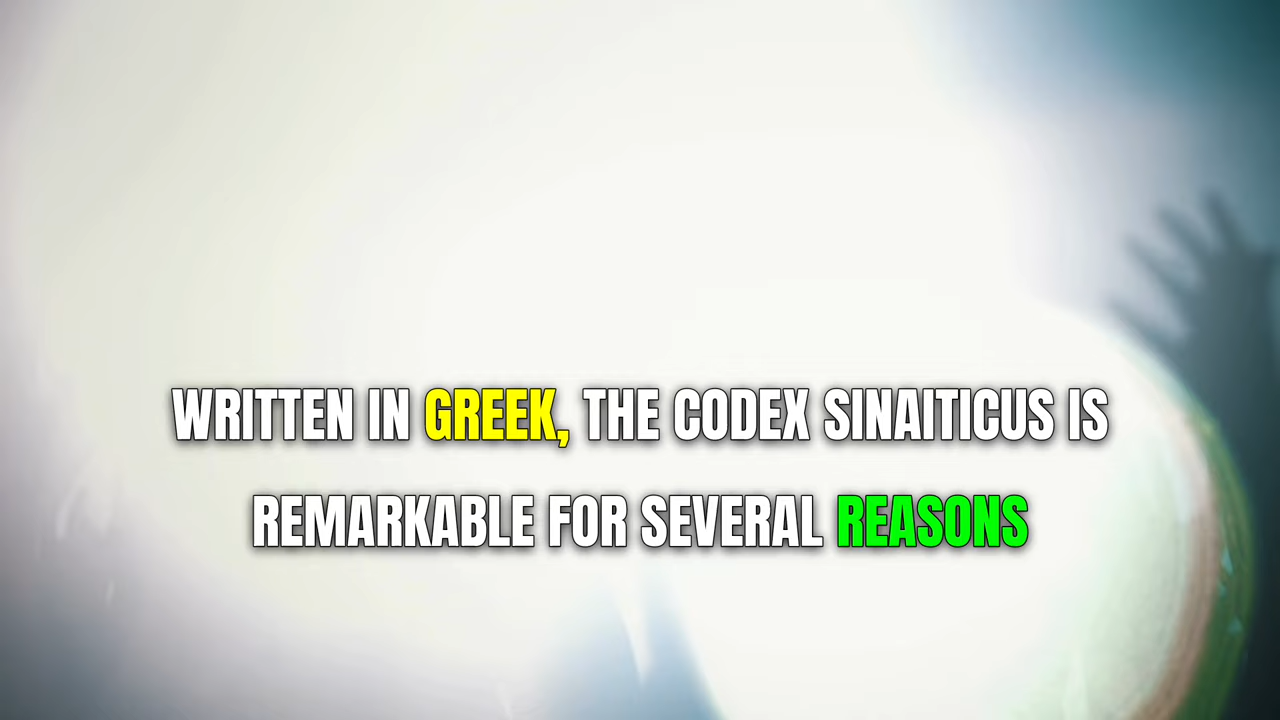 WRITTEN IN GREEK, THE CODEX SINAITICUS IS
REMARKABLE FOR SEVERAL REASONS